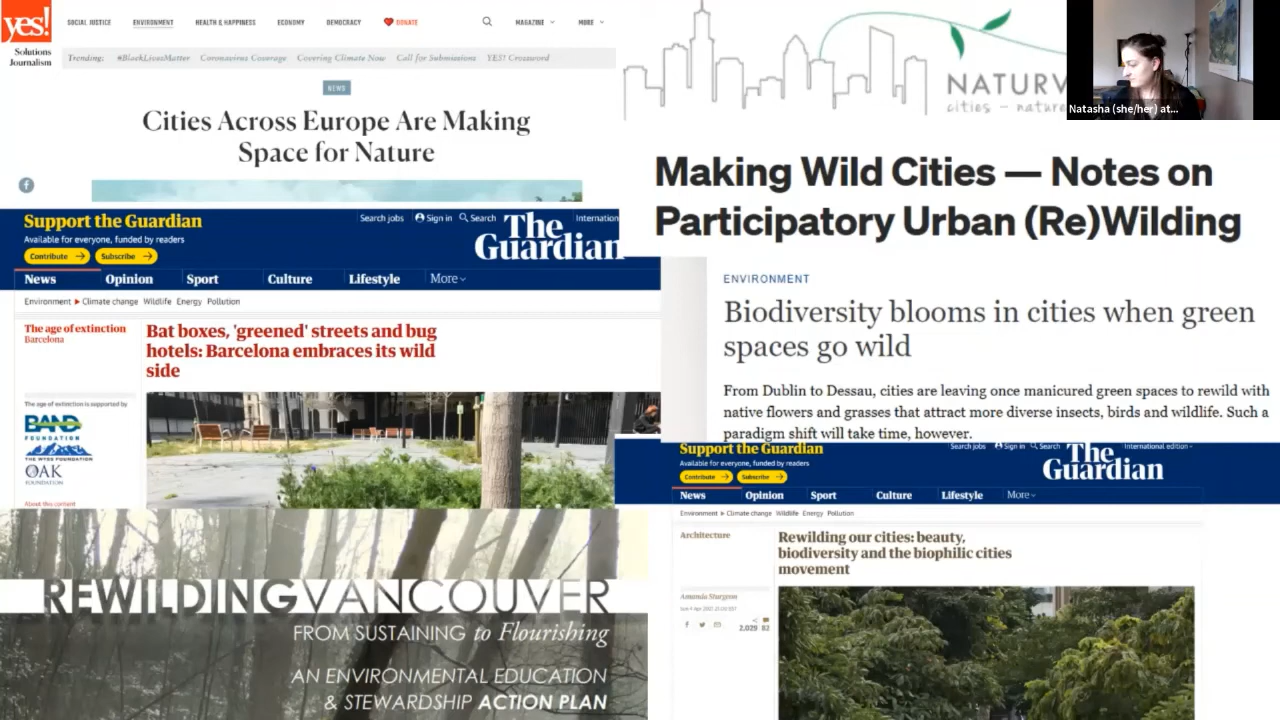 yes!
Solutions
Journalism
SOCIAL JUSTICE ENVIRONMENT HEALTH & HAPPINESS ECONOMY DEMOCRACY DONATE MAGAZINE MORE
Trending: #BlackLivesMatter Coronavirus Coverage Covering Climate Now Call for Submissions YES! Crossword
NEWS
Cities Across Europe Are Making
Space for Nature
Support the Guardian
Available for everyone, funded by readers
Contribute Subscribe
Search jobs Sign in Search Internation
The
Guardian
News Opinion Sport Culture Lifestyle More
Environment Climate change Wildlife Energy Pollution
The age of extinction
Barcelona
Bat boxes, 'greened' streets and bug
hotels: Barcelona embraces its wild
side
The age of extinction is supported by
BAND
FOUNDATION
THE WYSS FOUNDATION
OAK
FOUNDATION
About this content
REWILDINGVANCOUVER
FROM SUSTAINING to Flourishing
AN ENVIRONMENTAL EDUCATION
& STEWARDSHIP ACTION PLAN
NATURV
cities – nature
Natasha (she/her) at...
Making Wild Cities — Notes on
Participatory Urban (Re)Wilding
ENVIRONMENT
Biodiversity blooms in cities when green
spaces go wild
From Dublin to Dessau, cities are leaving once manicured green spaces to rewild with
native flowers and grasses that attract more diverse insects, birds and wildlife. Such a
paradigm shift will take time, however.
Support the Guardian
Available for everyone, funded by readers
Contribute Subscribe
Search jobs Sign in Search International edition
The
Guardian
News Opinion Sport Culture Lifestyle More
Environment Climate change Wildlife Energy Pollution
Architecture
Rewilding our cities: beauty,
biodiversity and the biophilic cities
movement
Amanda Sturgeon
2,029 82